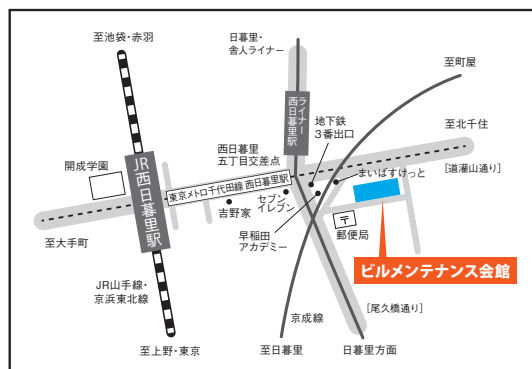 至池袋・赤羽
日暮里・
舎人ライナー
至町屋
ライナー
西日暮里駅
地下鉄
3番出口
西日暮里
五丁目交差点
至北千住
開成学園
JR西日暮里駅
東京メトロ千代田線 西日暮里駅
まいばすけっと
[道灌山通り]
セブン
イレブン
吉野家
早稲田
アカデミー
〒
郵便局
至大手町
ビルメンテナンス会館
JR山手線・
京浜東北線
京成線
[尾久橋通り]
至上野・東京
至日暮里
日暮里方面